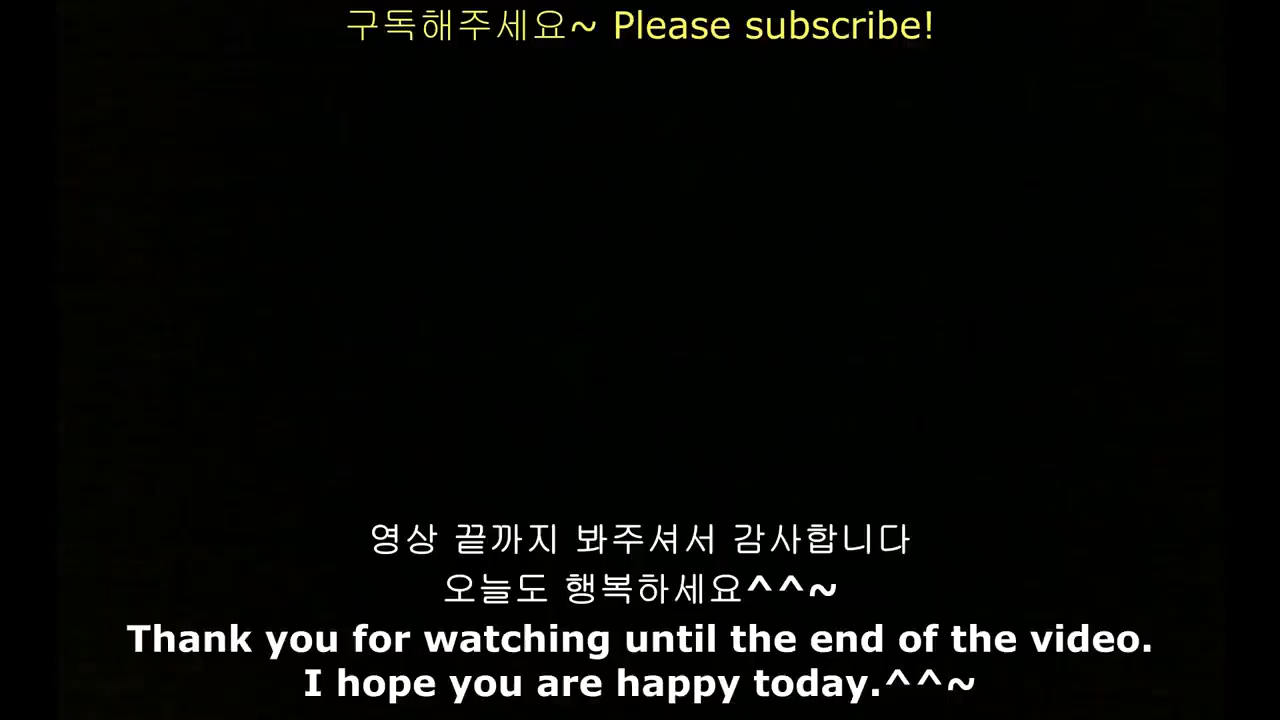 구독해주세요~ Please subscribe!
영상 끝까지 봐주셔서 감사합니다
오늘도 행복하세요^^~
Thank you for watching until the end of the video.
I hope you are happy today.^^~